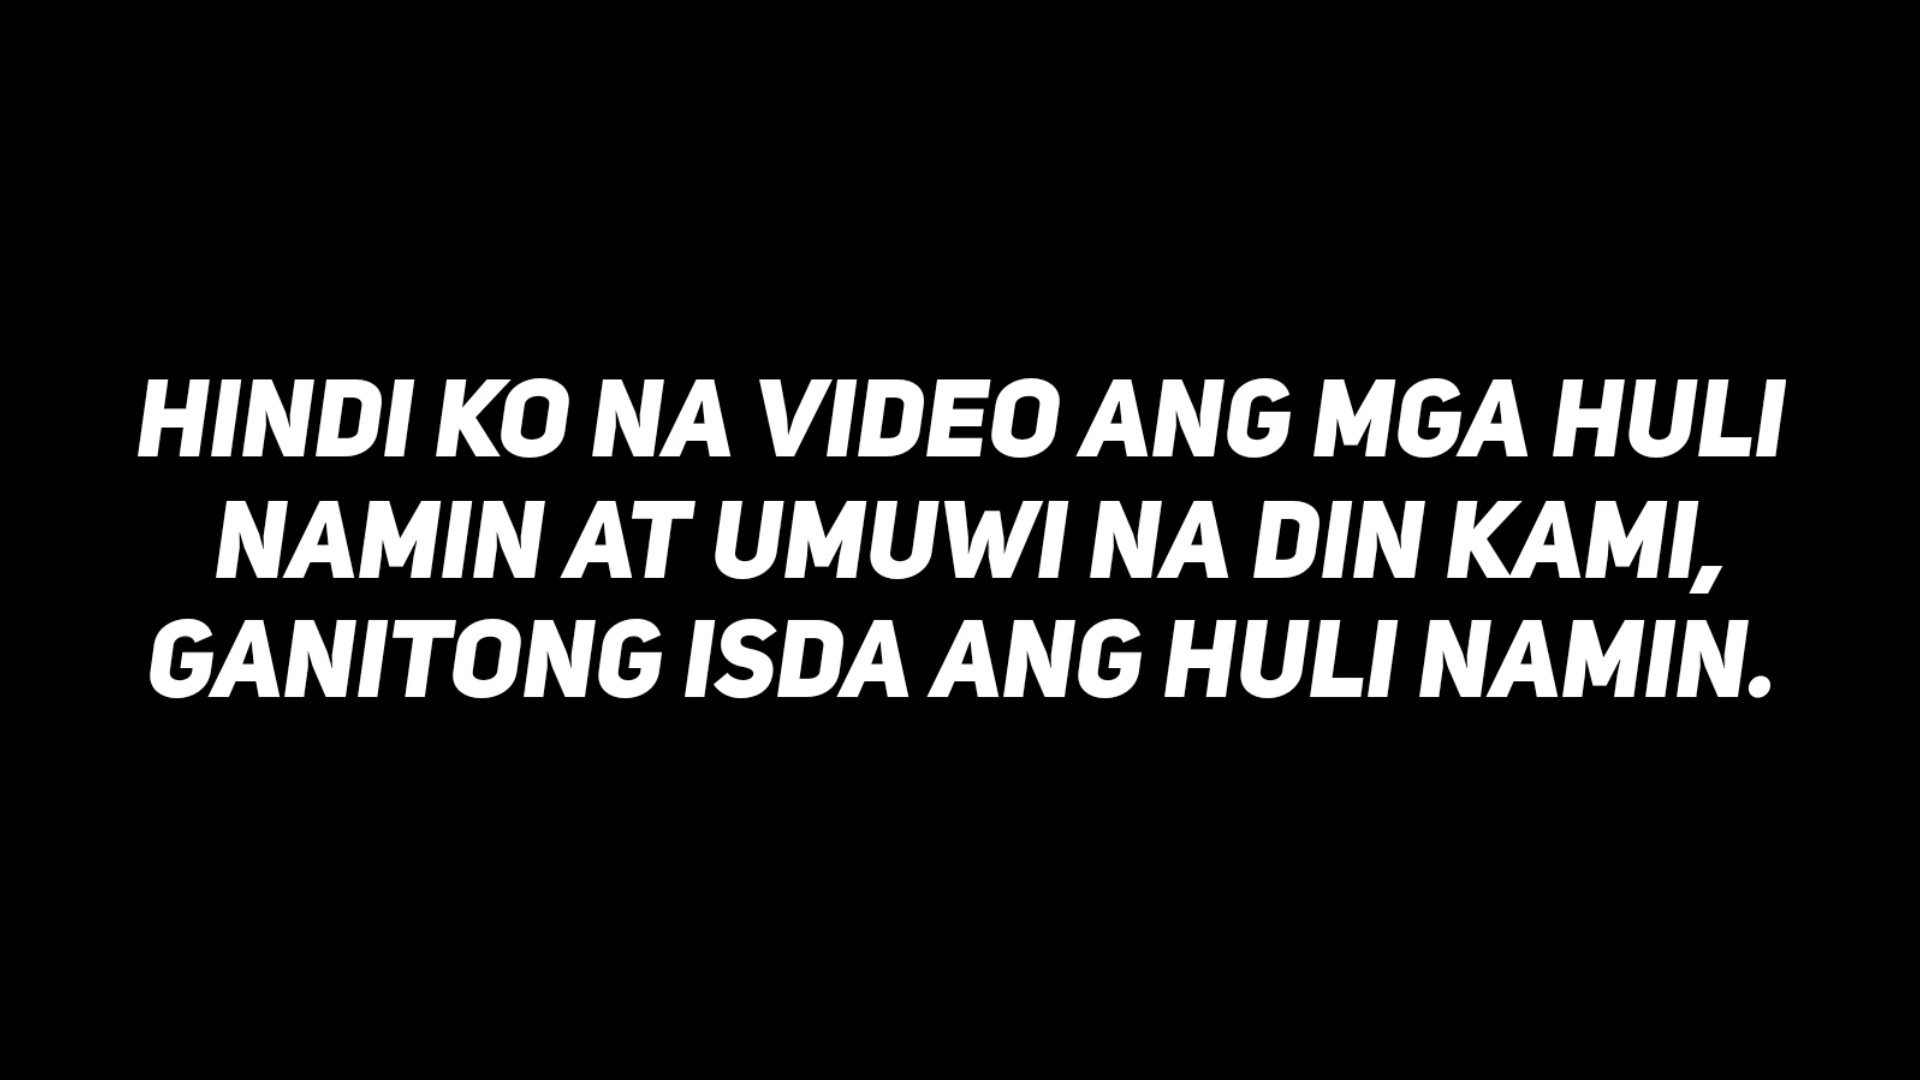 HINDI KO NA VIDEO ANG MGA HULI
NAMIN AT UMUWI NA DIN KAMI,
GANITONG ISDA ANG HULI NAMIN.